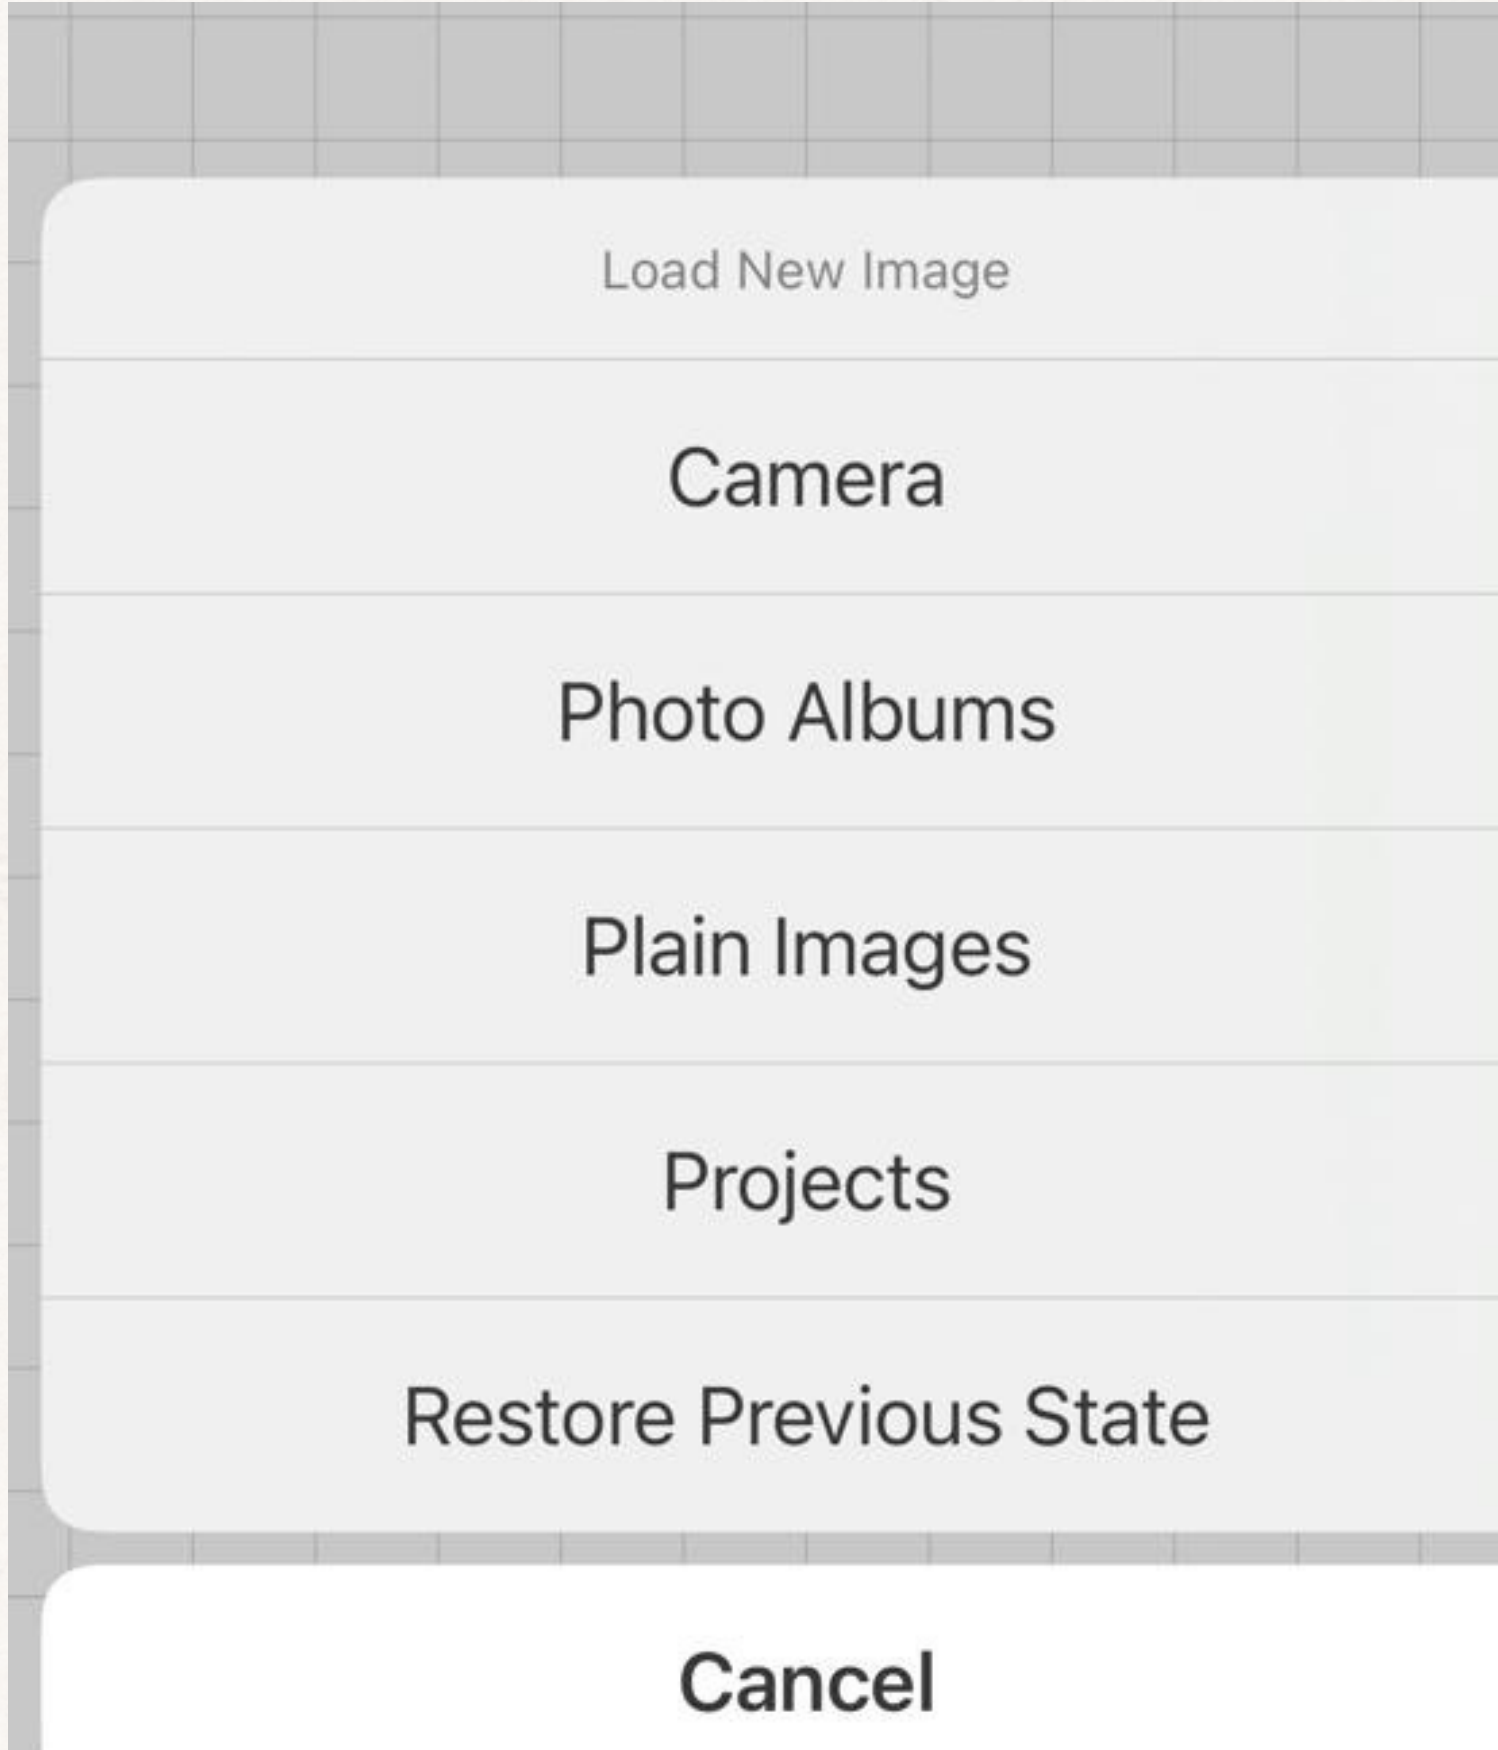 Load New Image
Camera
Photo Albums
Plain Images
Projects
Restore Previous State
Cancel